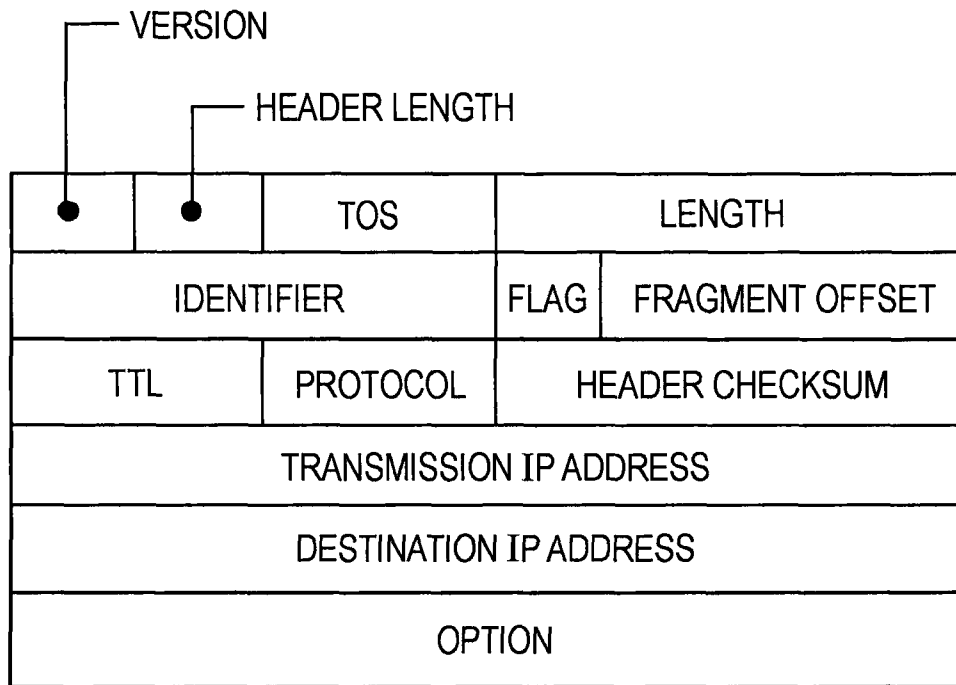 VERSION
HEADER LENGTH
TOS LENGTH
IDENTIFIER FLAG FRAGMENT OFFSET
TTL PROTOCOL HEADER CHECKSUM
TRANSMISSION IP ADDRESS
DESTINATION IP ADDRESS
OPTION